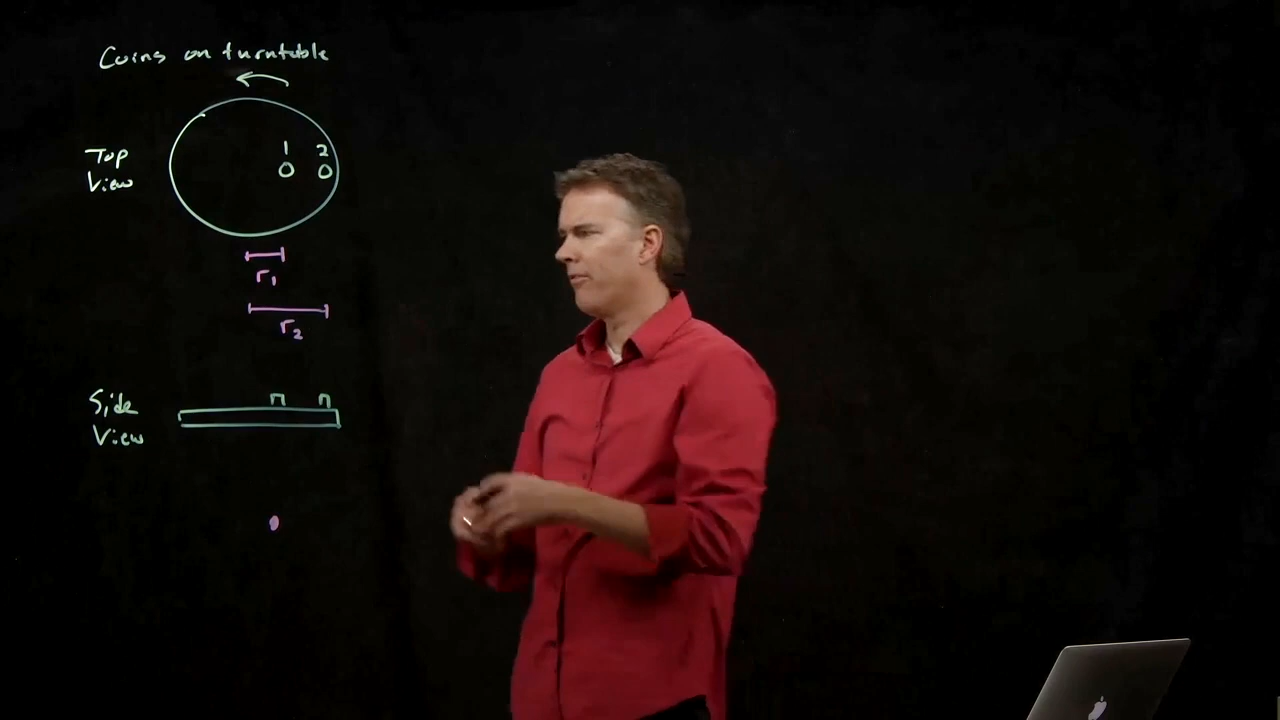 Coins on turntable
Top
View
1 2
r₁
r₂
Side
View